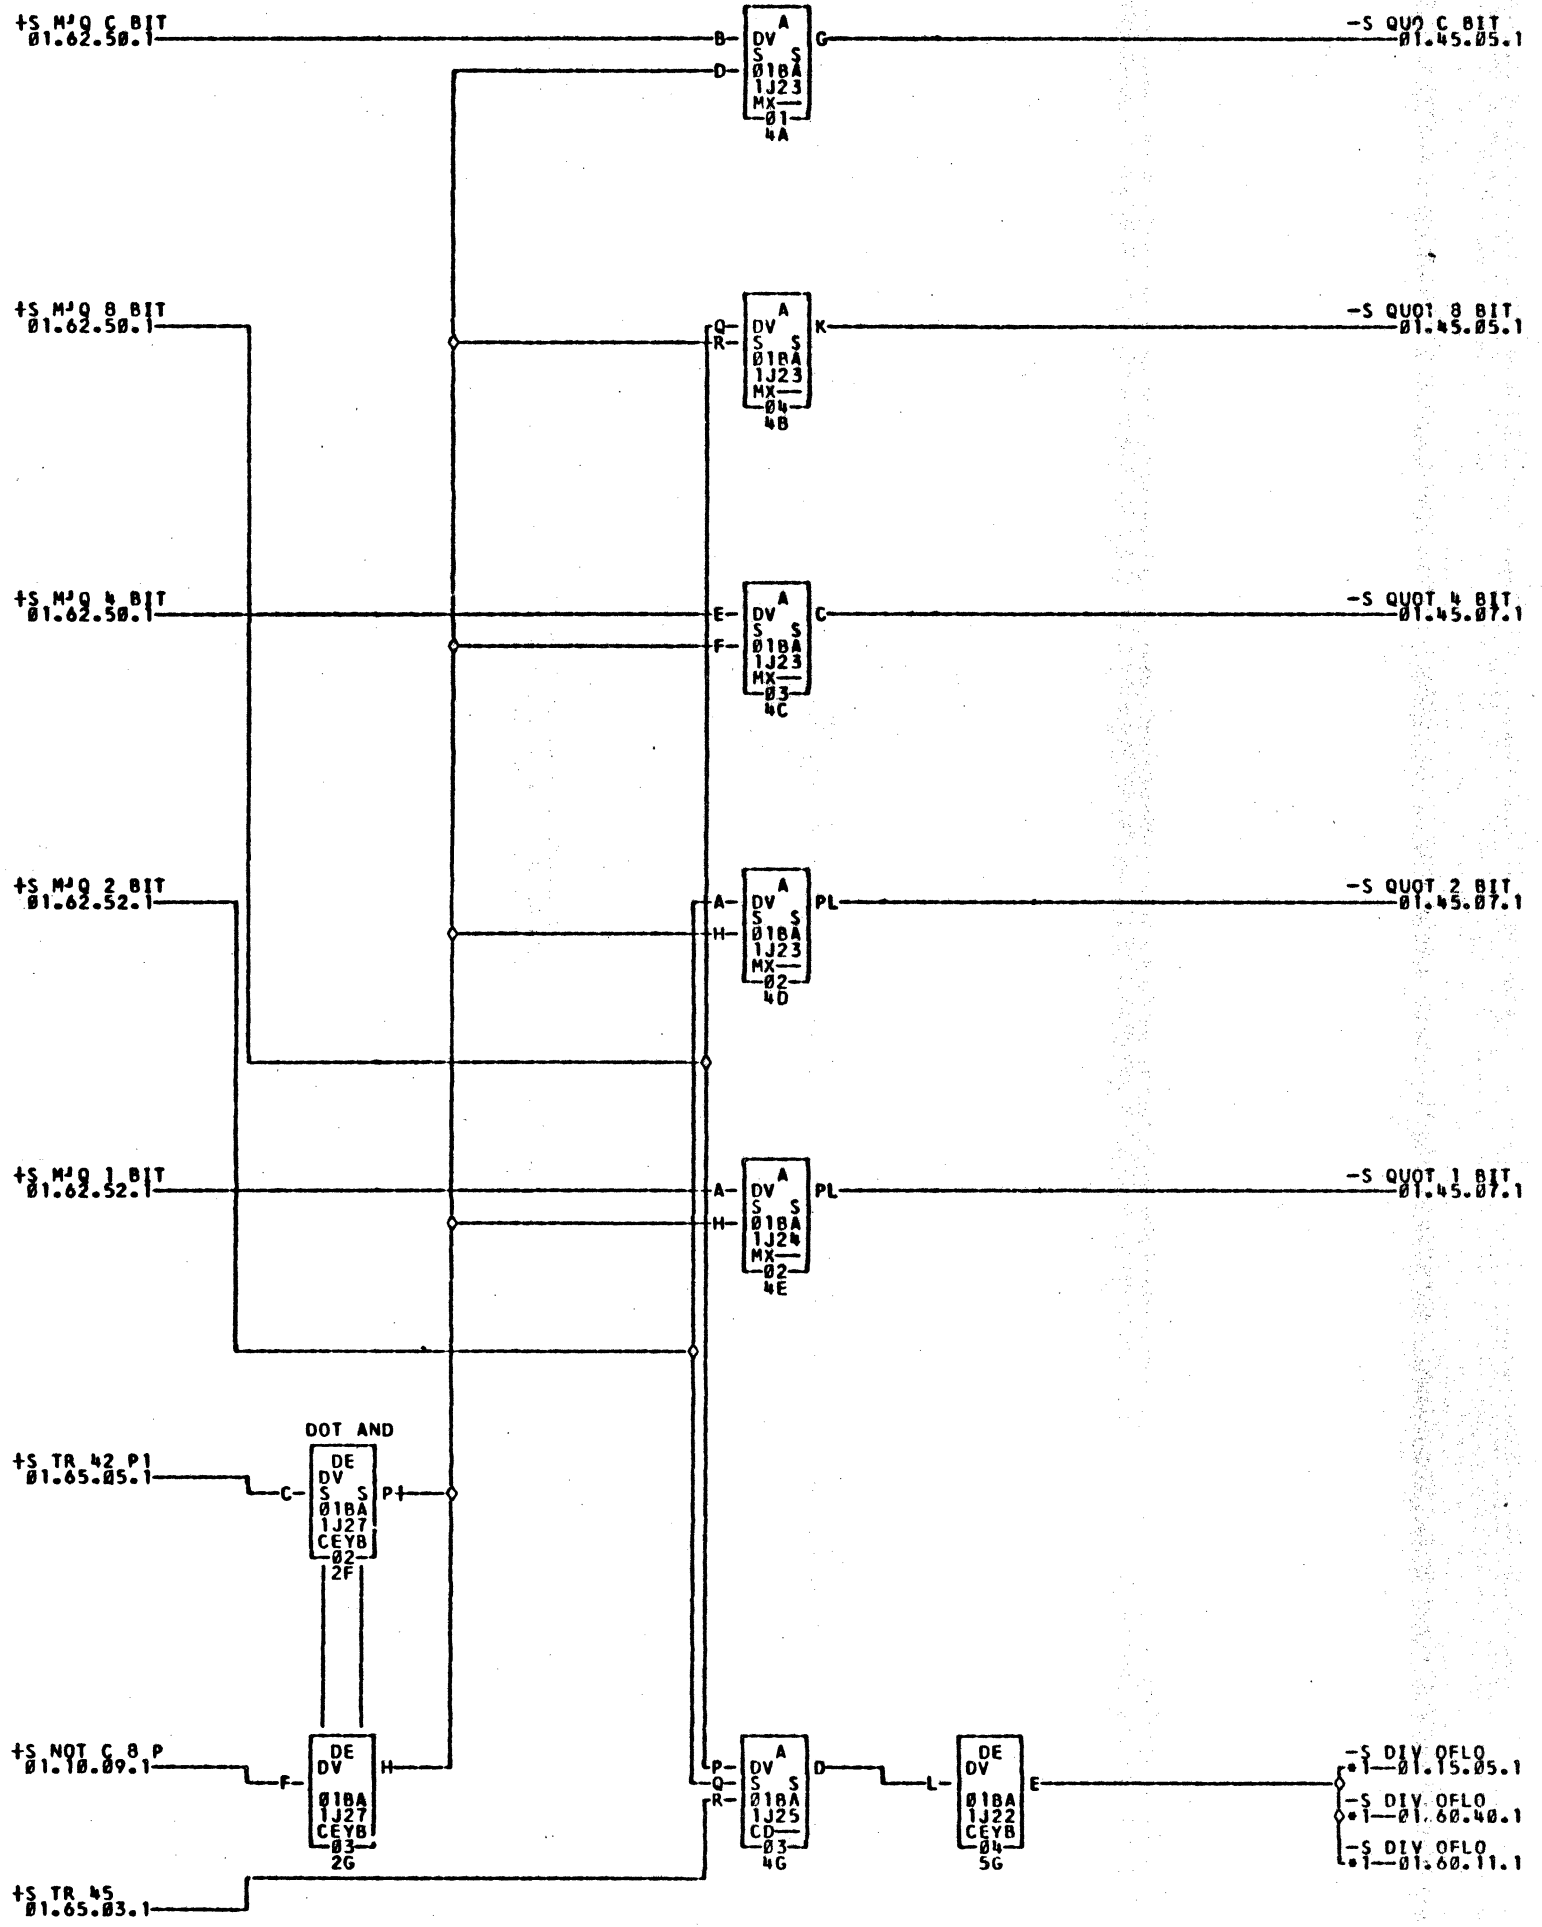 +S MJQ C BIT
01.62.50.1
B
D
A
DV
S S
01BA
1J23
MX
01
4A
G
-S QUO C BIT
01.45.05.1
+S MJQ 8 BIT
01.62.50.1
Q
R
A
DV
S S
01BA
1J23
MX
04
4B
K
-S QUOT 8 BIT
01.45.05.1
+S MJQ 4 BIT
01.62.50.1
E
F
A
DV
S S
01BA
1J23
MX
03
4C
C
-S QUOT 4 BIT
01.45.07.1
+S MJQ 2 BIT
01.62.52.1
A
H
A
DV
S S
01BA
1J23
MX
02
4D
PL
-S QUOT 2 BIT
01.45.07.1
+S MJQ 1 BIT
01.62.52.1
A
H
A
DV
S S
01BA
1J24
MX
02
4E
PL
-S QUOT 1 BIT
01.45.07.1
DOT AND
+S TR 42 P1
01.65.05.1
C
DE
DV
S S
01BA
1J27
CEYB
02
2F
P
+S NOT C 8 P
01.10.09.1
F
DE
DV
01BA
1J27
CEYB
03
2G
H
P
Q
R
A
DV
S S
01BA
1J25
CD
03
4G
D
L
DE
DV
01BA
1J22
CEYB
04
5G
E
-S DIV OFLO
*1 01.15.05.1
-S DIV OFLO
*1 01.60.40.1
-S DIV OFLO
*1 01.60.11.1
+S TR 45
01.65.03.1